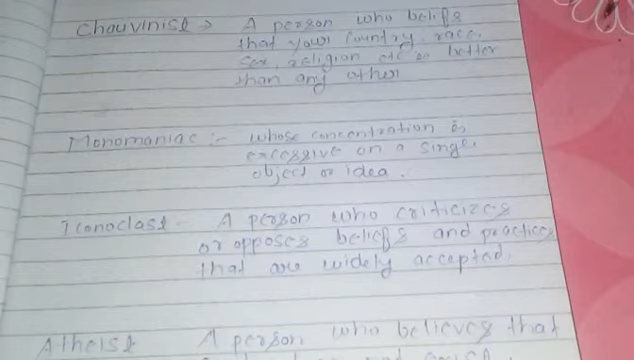 Chauvinist → A person who beliefs
that your country, race,
sex, religion etc is better
than any other
Monomaniac :- whose concentration is
excessive on a single
object or idea.
Iconoclast - A person who criticizes
or opposes beliefs and practices
that are widely accepted.
Atheist A person who believes that